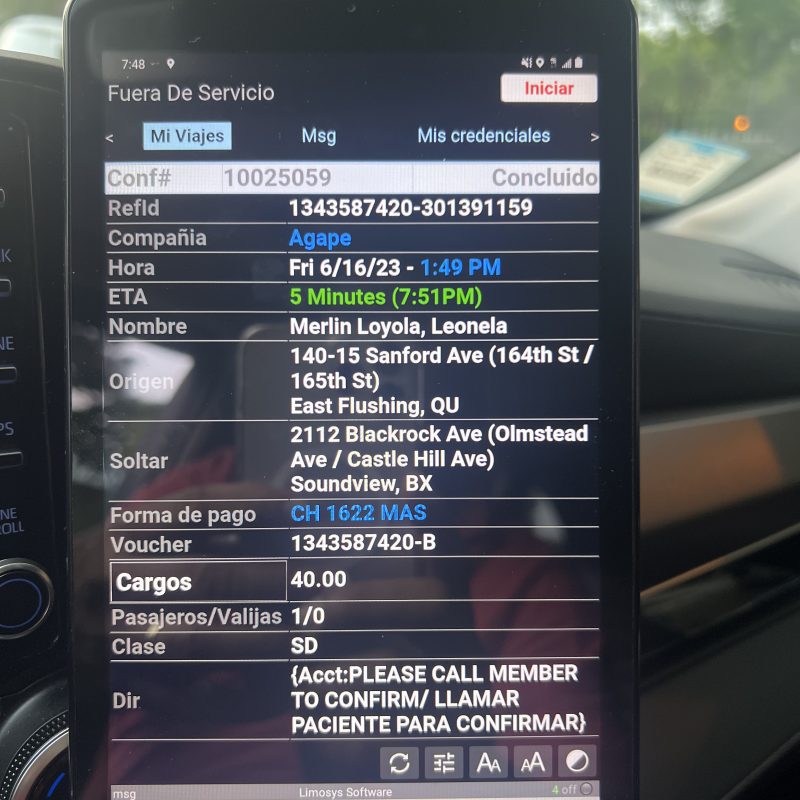 7:48
Fuera De Servicio
Iniciar
< Mi Viajes Msg Mis credenciales >
Conf# 10025059 Concluido
RefId 1343587420-301391159
Compañia Agape
Hora Fri 6/16/23 - 1:49 PM
ETA 5 Minutes (7:51PM)
Nombre Merlin Loyola, Leonela
Origen 140-15 Sanford Ave (164th St /
165th St)
East Flushing, QU
Soltar 2112 Blackrock Ave (Olmstead
Ave / Castle Hill Ave)
Soundview, BX
Forma de pago CH 1622 MAS
Voucher 1343587420-B
Cargos 40.00
Pasajeros/Valijas 1/0
Clase SD
Dir {Acct:PLEASE CALL MEMBER
TO CONFIRM/ LLAMAR
PACIENTE PARA CONFIRMAR}
AA AA
msg Limosys Software 4 off